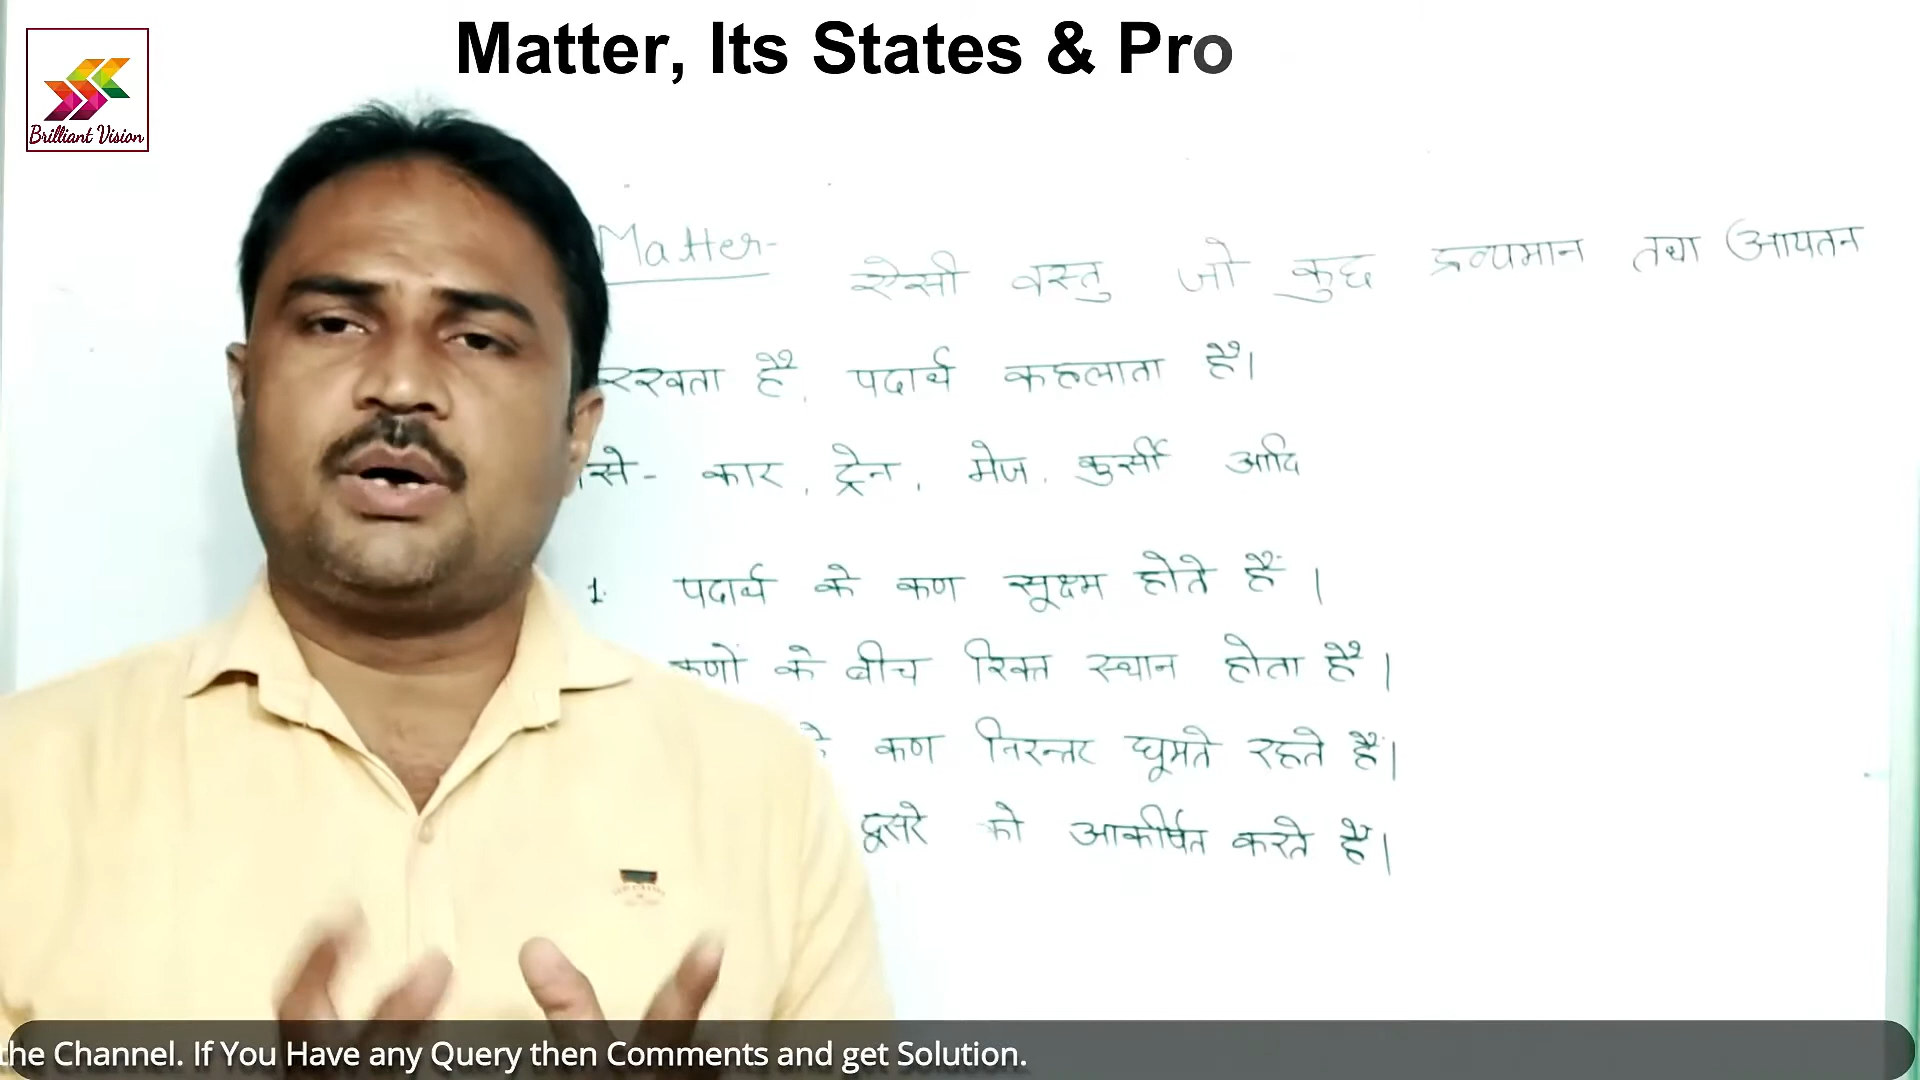 Matter, Its States & Pro
Brilliant Vision
Matter- ऐसी वस्तु जो कुछ द्रव्यमान तथा आयतन
रखता है, पदार्थ कहलाता है।
से - कार, ट्रेन, मेज, कुर्सी आदि
1. पदार्थ के कण सूक्ष्म होते हैं।
कणों के बीच रिक्त स्थान होता है।
के कण निरन्तर घूमते रहते हैं।
दूसरे को आकर्षित करते हैं।
the Channel. If You Have any Query then Comments and get Solution.